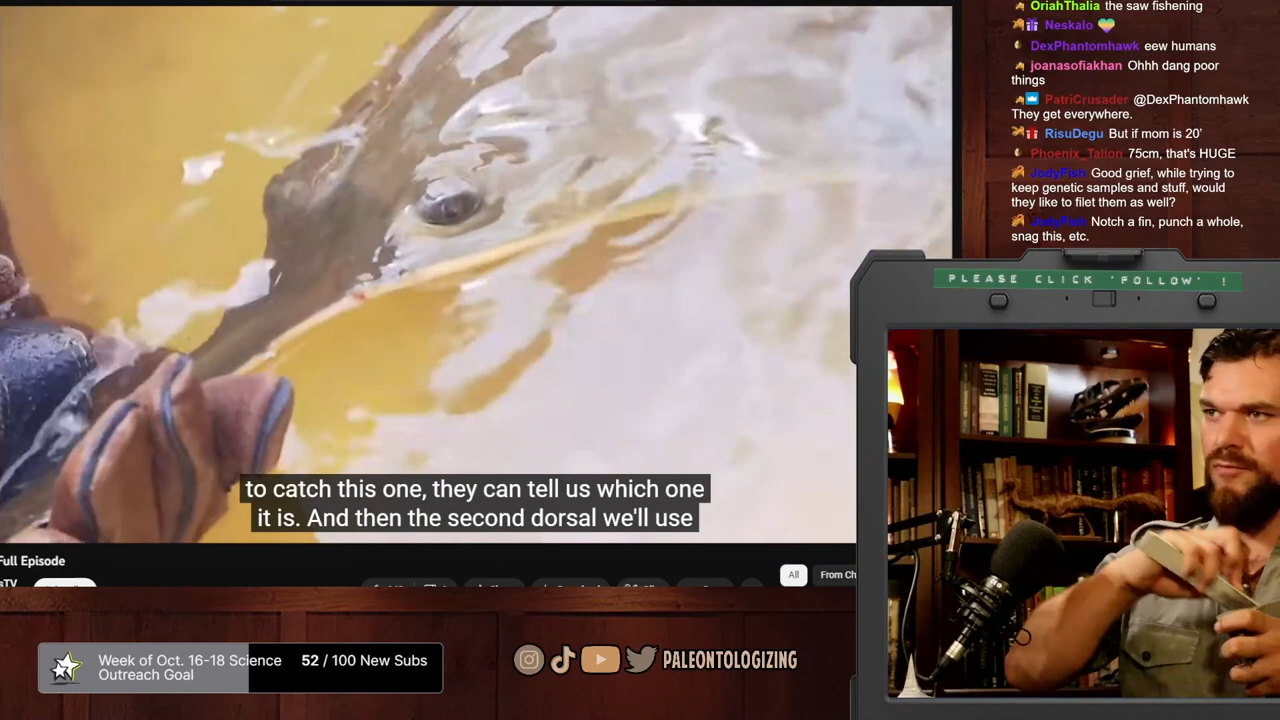 OriahThalia the saw fishening
Neskalo
DexPhantomhawk eew humans
joanasofiakhan Ohhh dang poor
things
PatriCrusader @DexPhantomhawk
They get everywhere.
RisuDegu But if mom is 20'
Phoenix_Talion 75cm, that's HUGE
JodyFish Good grief, while trying to
keep genetic samples and stuff, would
they like to filet them as well?
JodyFish Notch a fin, punch a whole,
snag this, etc.
PLEASE CLICK 'FOLLOW' !
to catch this one, they can tell us which one
it is. And then the second dorsal we'll use
Full Episode
sTV
All
From Ch
Week of Oct. 16-18 Science
Outreach Goal
52 / 100 New Subs
PALEONTOLOGIZING